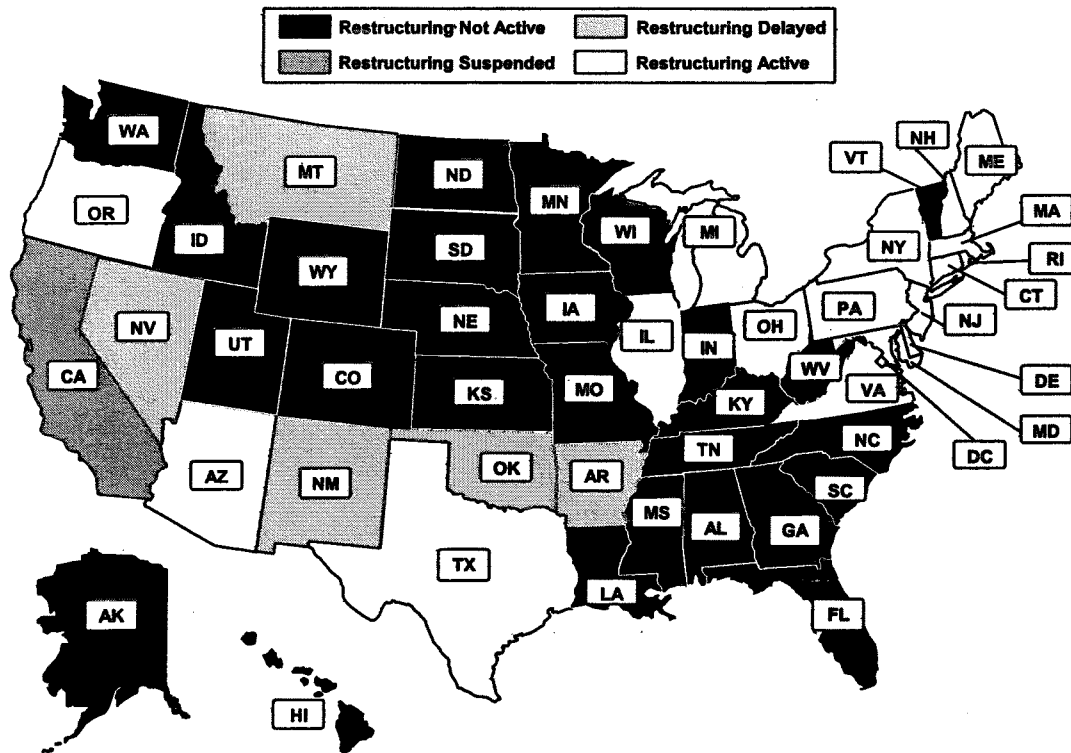 Restructuring Not Active
Restructuring Delayed
Restructuring Suspended
Restructuring Active
WA
MT
ND
MN
VT
NH
ME
OR
ID
WY
SD
WI
MI
NY
MA
RI
CT
NV
UT
NE
IA
IL
IN
OH
PA
NJ
CA
CO
KS
MO
KY
WV
VA
DE
MD
DC
AZ
NM
OK
AR
TN
NC
SC
MS
AL
GA
TX
LA
FL
AK
HI